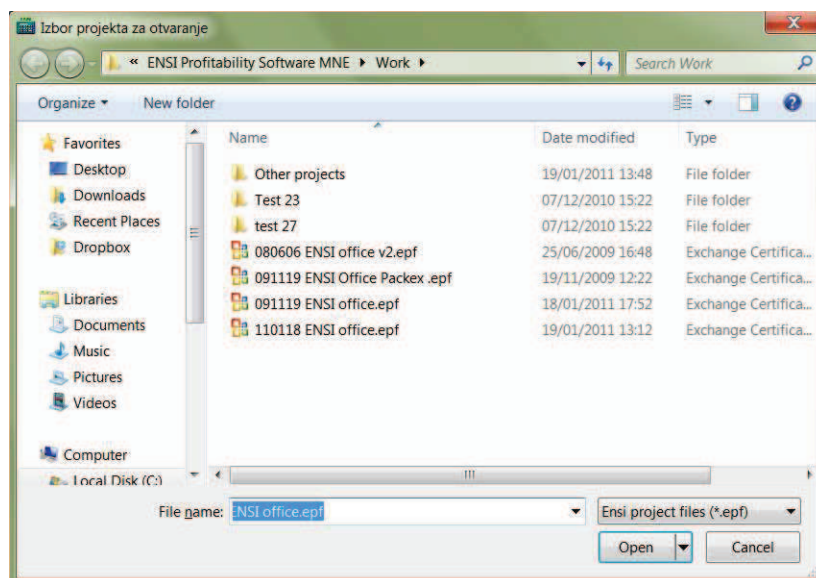 Izbor projekta za otvaranje
« ENSI Profitability Software MNE Work Search Work
Organize New folder
Favorites
Desktop
Downloads
Recent Places
Dropbox
Libraries
Documents
Music
Pictures
Videos
Computer
Local Disk (C:)
Name Date modified Type
Other projects 19/01/2011 13:48 File folder
Test 23 07/12/2010 15:22 File folder
test 27 07/12/2010 15:22 File folder
080606 ENSI office v2.epf 25/06/2009 16:48 Exchange Certifica...
091119 ENSI Office Packex .epf 19/11/2009 12:22 Exchange Certifica...
091119 ENSI office.epf 18/01/2011 17:52 Exchange Certifica...
110118 ENSI office.epf 19/01/2011 13:12 Exchange Certifica...
File name: ENSI office.epf Ensi project files (*.epf)
Open Cancel